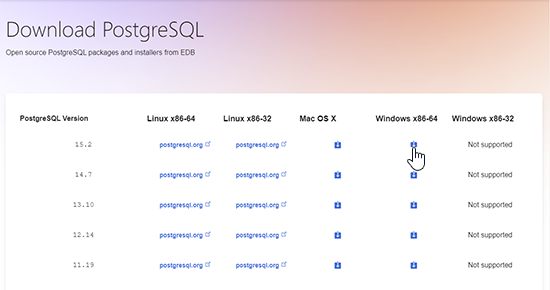 Download PostgreSQL
Open source PostgreSQL packages and installers from EDB
PostgreSQL Version Linux x86-64 Linux x86-32 Mac OS X Windows x86-64 Windows x86-32
15.2 postgresql.org postgresql.org Not supported
14.7 postgresql.org postgresql.org Not supported
13.10 postgresql.org postgresql.org Not supported
12.14 postgresql.org postgresql.org Not supported
11.19 postgresql.org postgresql.org Not supported